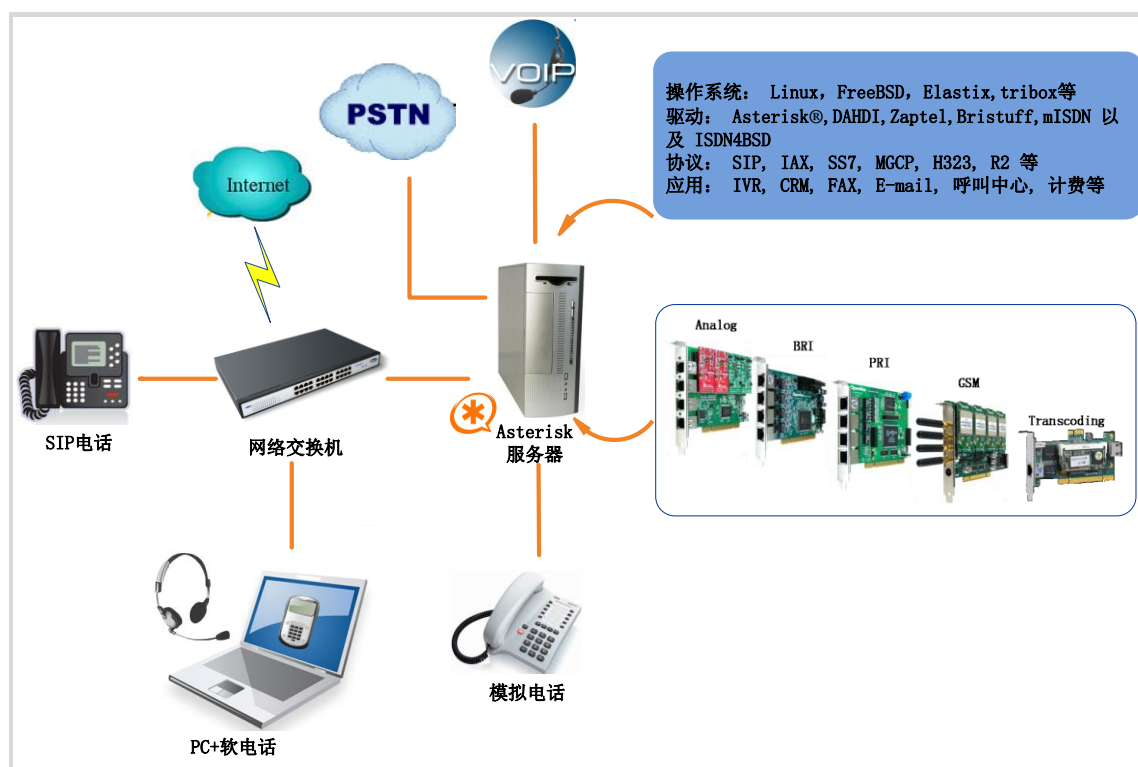 VOIP
PSTN
Internet
操作系统： Linux，FreeBSD，Elastix,tribox等
驱动： Asterisk®,DAHDI,Zaptel,Bristuff,mISDN 以
及 ISDN4BSD
协议： SIP, IAX, SS7, MGCP, H323, R2 等
应用： IVR, CRM, FAX, E-mail, 呼叫中心, 计费等
Analog
BRI
PRI
GSM
Transcoding
SIP电话
网络交换机
Asterisk
服务器
PC+软电话
模拟电话